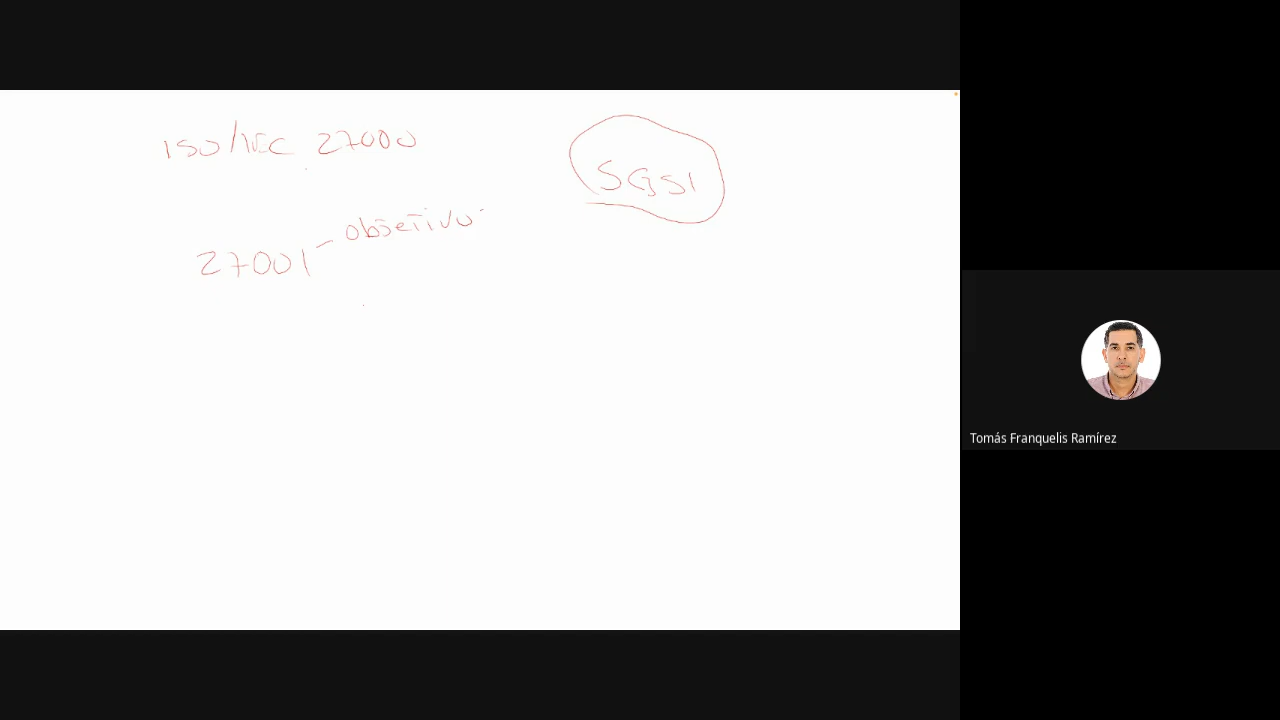 ISO/IEC 27000
SGSI
27001 - objetivo
Tomás Franquelis Ramírez